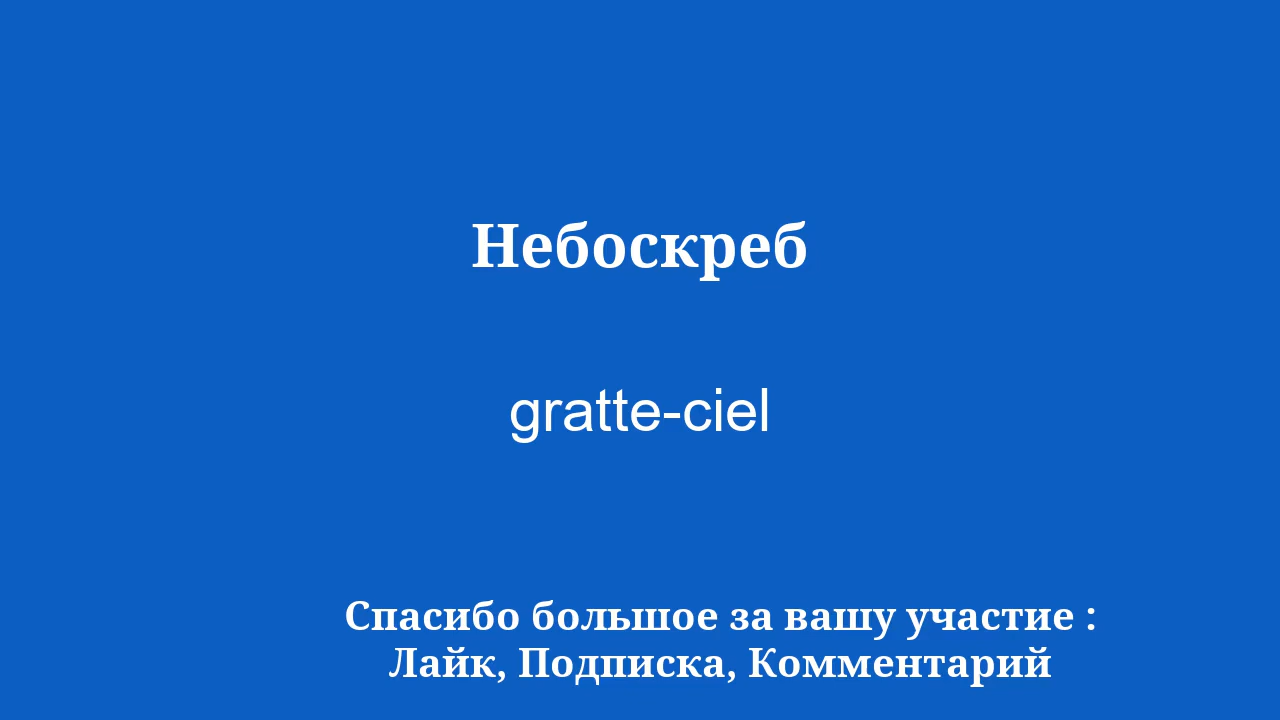 Небоскреб
gratte-ciel
Спасибо большое за вашу участие :
Лайк, Подписка, Комментарий